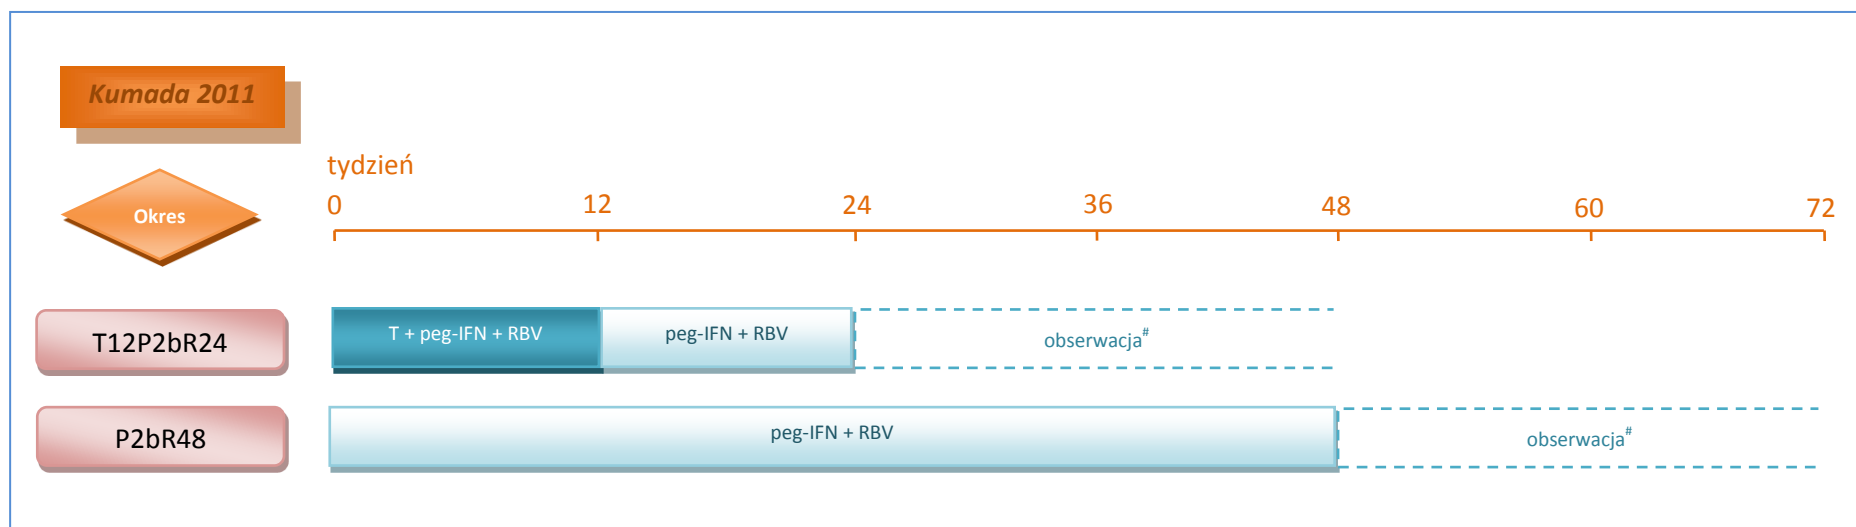 Kumada 2011
tydzień
Okres
0 12 24 36 48 60 72
T12P2bR24
T + peg-IFN + RBV
peg-IFN + RBV
obserwacja#
P2bR48
peg-IFN + RBV
obserwacja#